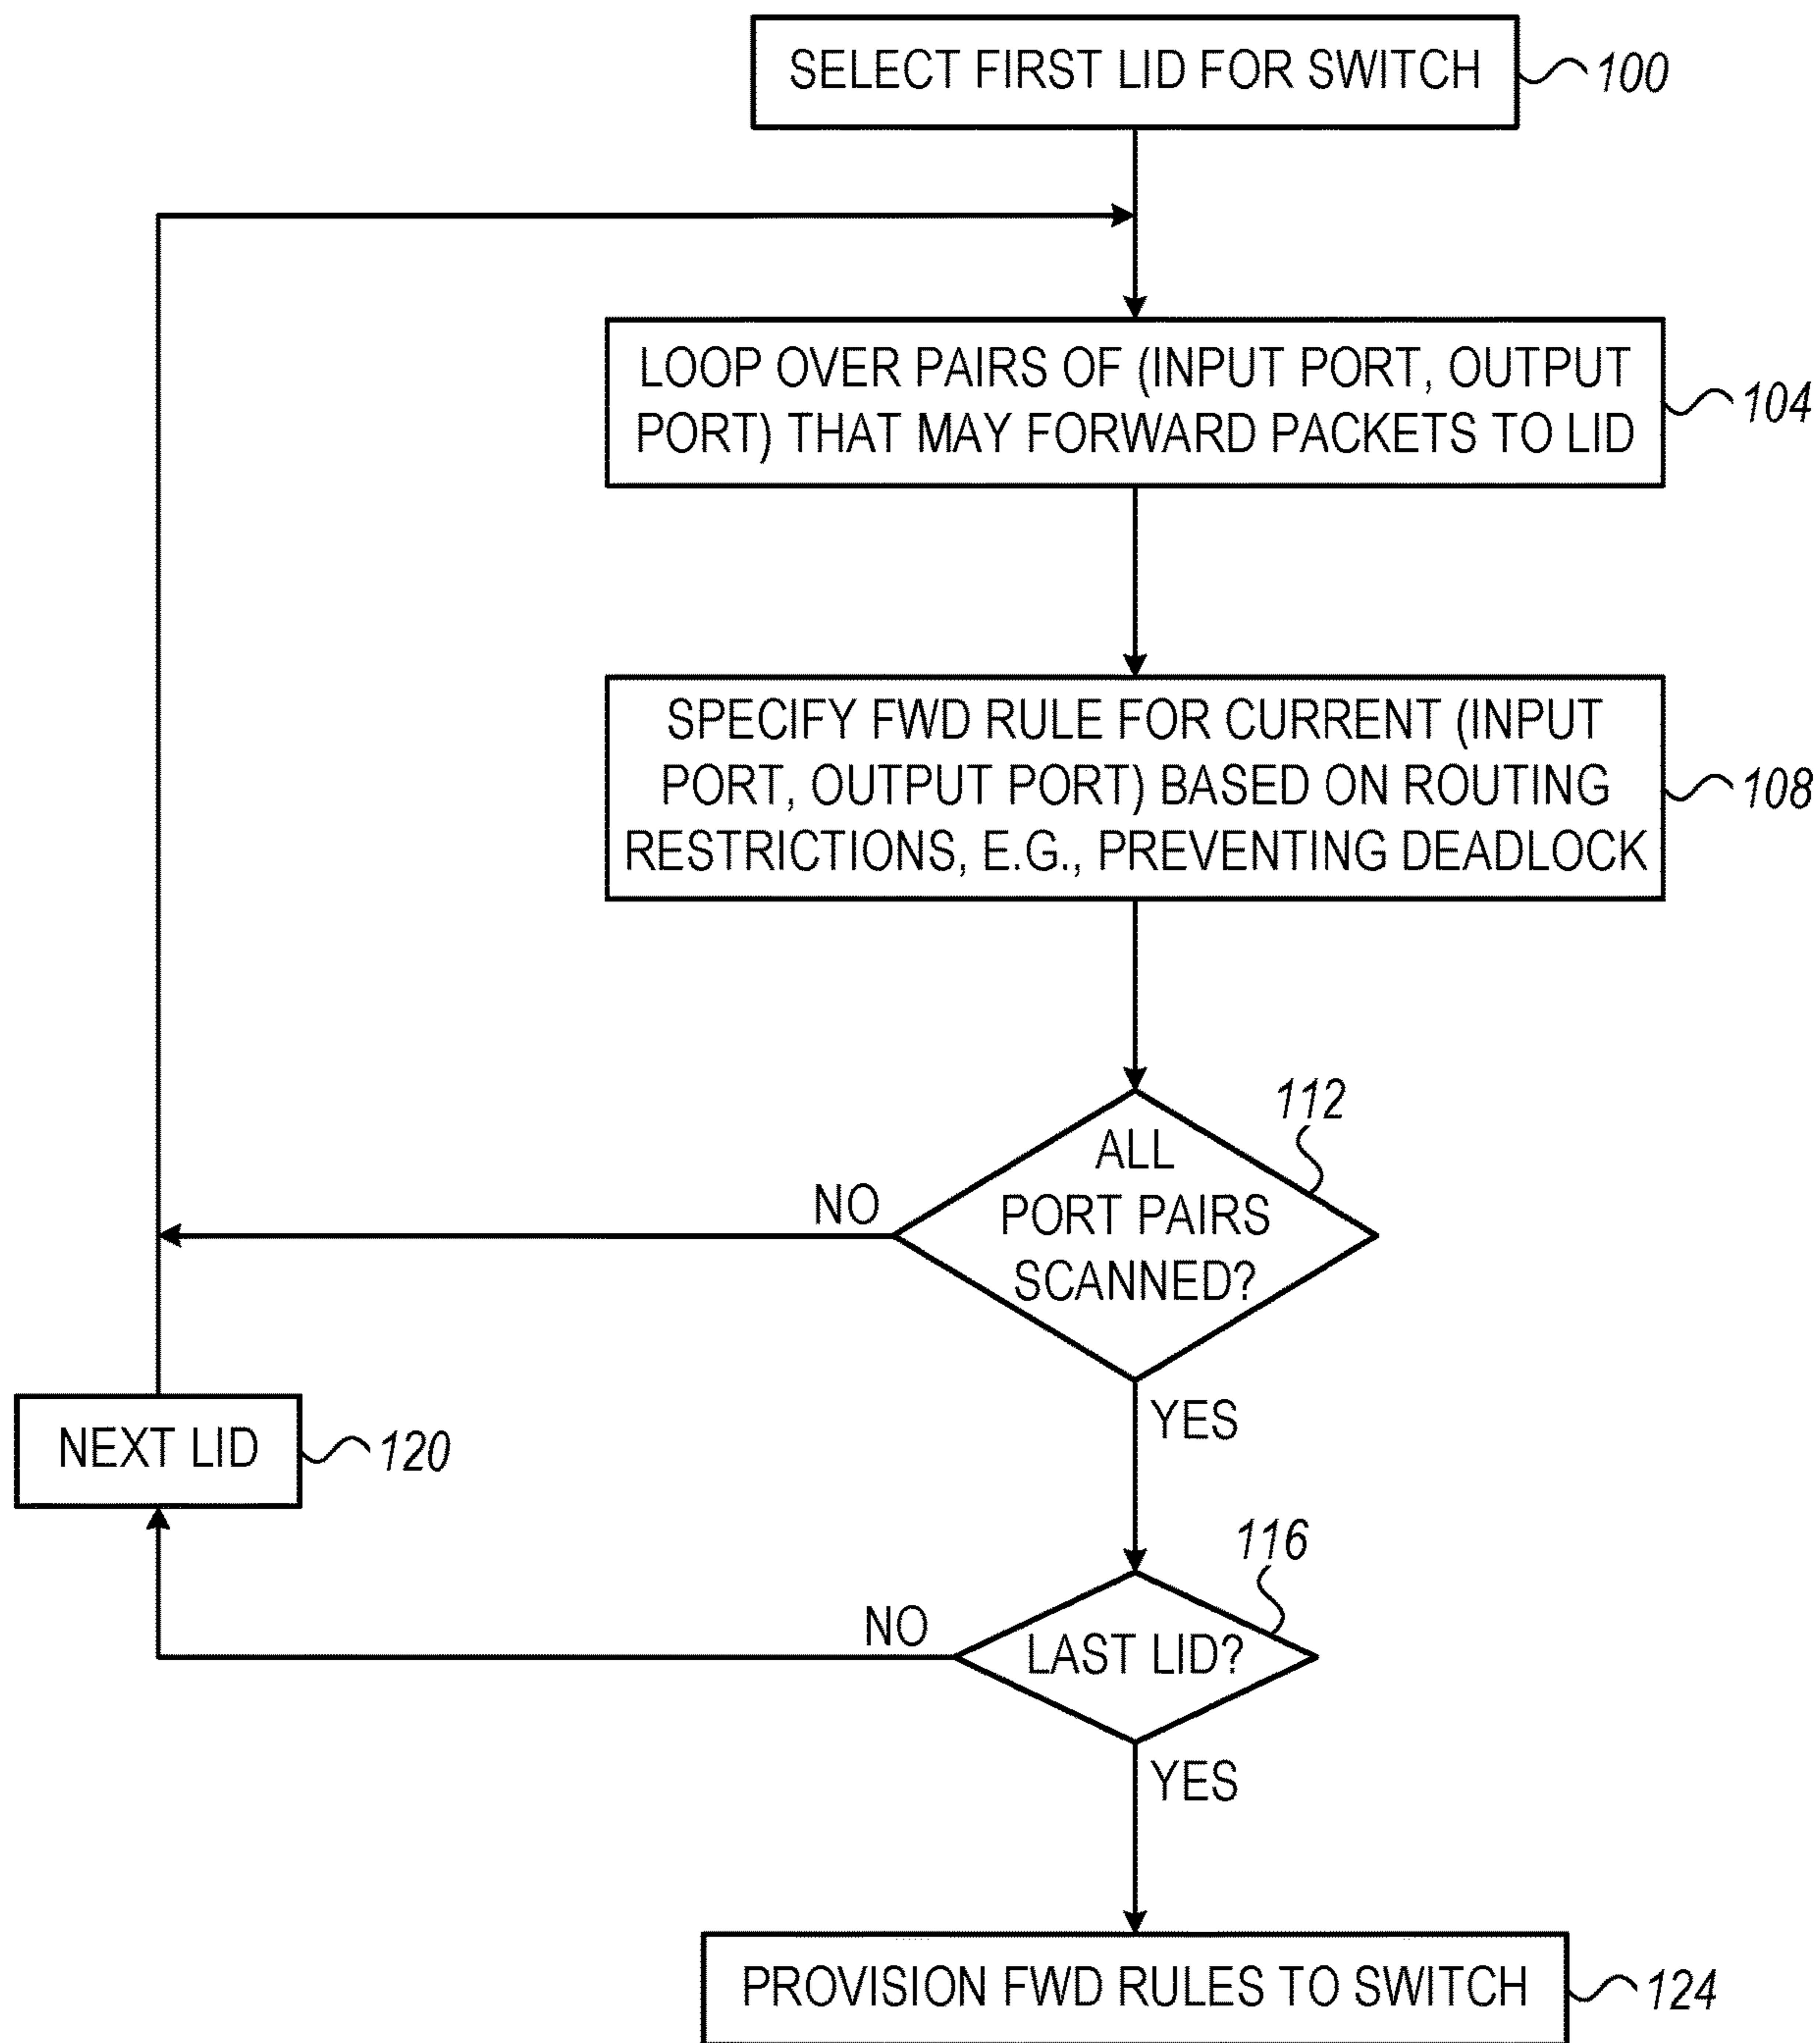 SELECT FIRST LID FOR SWITCH
100
LOOP OVER PAIRS OF (INPUT PORT, OUTPUT
PORT) THAT MAY FORWARD PACKETS TO LID
104
SPECIFY FWD RULE FOR CURRENT (INPUT
PORT, OUTPUT PORT) BASED ON ROUTING
RESTRICTIONS, E.G., PREVENTING DEADLOCK
108
112
ALL
PORT PAIRS
SCANNED?
NO
YES
NEXT LID
120
116
LAST LID?
NO
YES
PROVISION FWD RULES TO SWITCH
124